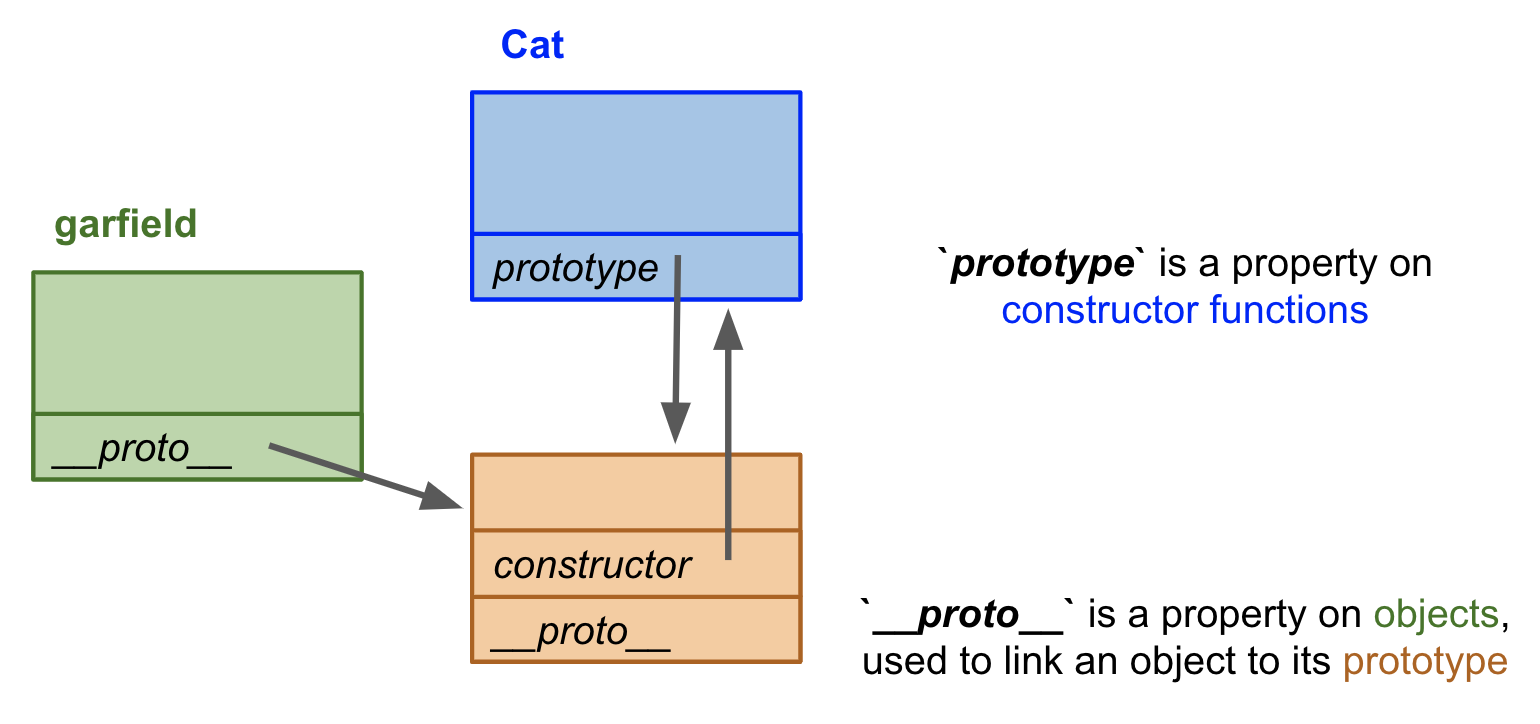 Cat
garfield
prototype
`prototype` is a property on
constructor functions
__proto__
constructor
__proto__
`__proto__` is a property on objects,
used to link an object to its prototype